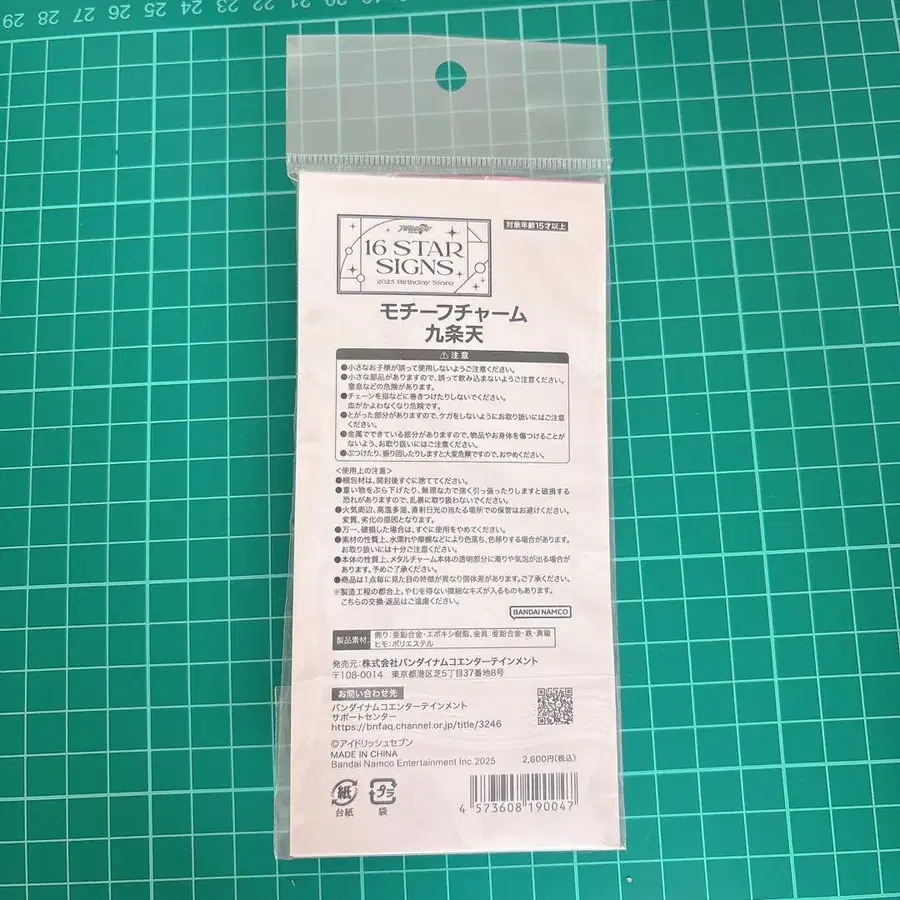 29 28 27 26 25 24 23 22 21 20 19
16 STAR
SIGNS
2025 Birthday Store
対象年齢15才以上
モチーフチャーム
九条天
⚠注意
●小さなお子様が誤って使用しないようご注意ください。
●小さな部品がありますので、誤って飲み込まないようご注意ください。
窒息などの危険があります。
●チェーンを指などに巻きつけたりしないでください。
血がかよわなくなり危険です。
●とがった部分がありますので、ケガをしないようにお取り扱いにはご注意
ください。
●金属でできている部分がありますので、物品やお身体を傷つけることが
ないよう、お取り扱いにはご注意ください。
●ぶつけたり、振り回したりしますと大変危険ですので、おやめください。
<使用上の注意>
●梱包材は、開封後すぐに捨ててください。
●重い物をぶら下げたり、無理な力で強く引っ張ったりしますと破損する
恐れがありますので、乱暴に取り扱わないでください。
●火気周辺、高温多湿、直射日光の当たる場所での保管はお避けください。
変質、劣化の原因となります。
●万一、破損した場合は、すぐに使用をやめてください。
●素材の性質上、水濡れや摩擦などにより色落ち、色移りする場合があります。
お取り扱いには十分ご注意ください。
●本体の性質上、メタルチャーム本体の透明部分に濁りや気泡が出る場合が
あります。予めご了承ください。
●商品は1点毎に見た目の特徴が異なり個体差があります。ご了承ください。
※製造工程の都合上、やむを得ない微細なキズが入るものもあります。
こちらの交換・返品はご遠慮ください。
BANDAI NAMCO
製品素材 飾り:亜鉛合金・エポキシ樹脂、金具:亜鉛合金・鉄・真鍮
ヒモ:ポリエステル
発売元:株式会社バンダイナムコエンターテインメント
〒108-0014 東京都港区芝5丁目37番地8号
お問い合わせ先
バンダイナムコエンターテインメント
サポートセンター
https://bnfaq.channel.or.jp/title/3246
©アイドリッシュセブン
MADE IN CHINA
Bandai Namco Entertainment Inc.2025
2,600円(税込)
紙
台紙
プラ
袋
4 573608 190047